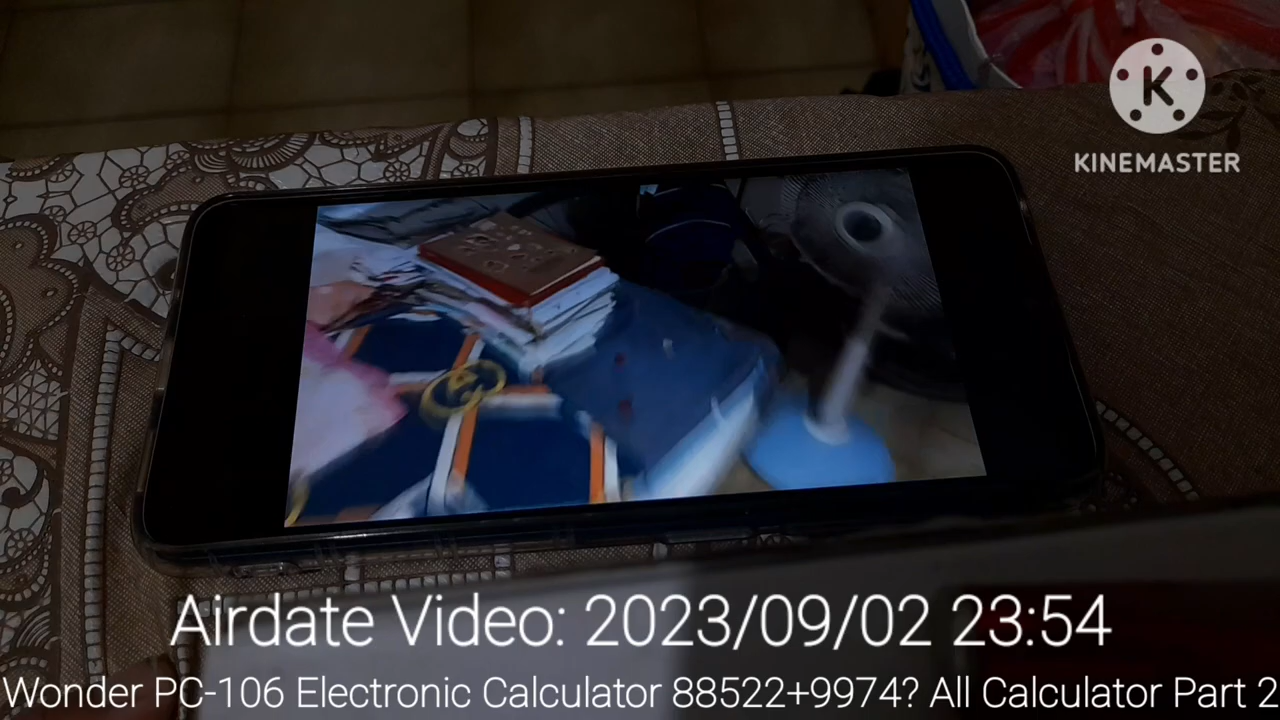 K
KINEMASTER
Airdate Video: 2023/09/02 23:54
Wonder PC-106 Electronic Calculator 88522+9974? All Calculator Part 2